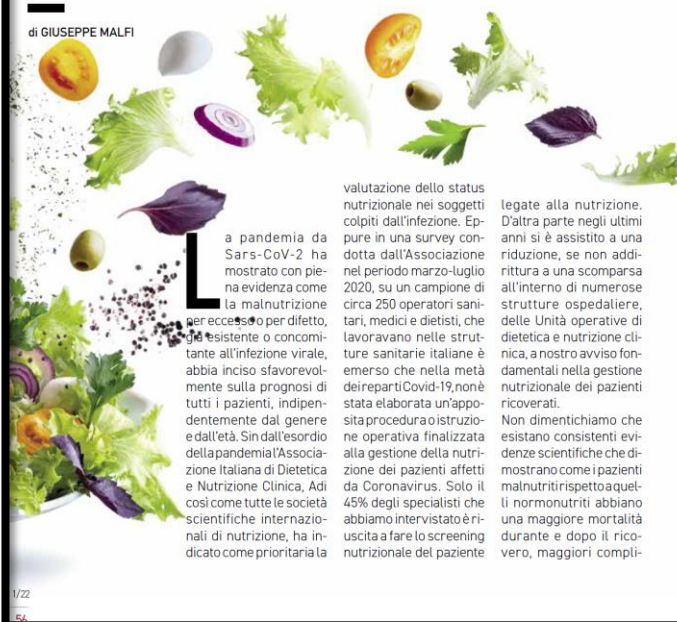 di GIUSEPPE MALFI
La pandemia da
Sars-CoV-2 ha
mostrato con pie-
na evidenza come
la malnutrizione
per eccesso o per difetto,
già esistente o concomi-
tante all'infezione virale,
abbia inciso sfavorevol-
mente sulla prognosi di
tutti i pazienti, indipen-
dentemente dal genere
e dall'età. Sin dall'esordio
della pandemia l'Associa-
zione Italiana di Dietetica
e Nutrizione Clinica, Adi
così come tutte le società
scientifiche internazio-
nali di nutrizione, ha in-
dicato come prioritaria la
valutazione dello status
nutrizionale nei soggetti
colpiti dall'infezione. Ep-
pure in una survey con-
dotta dall'Associazione
nel periodo marzo-luglio
2020, su un campione di
circa 250 operatori sani-
tari, medici e dietisti, che
lavoravano nelle strut-
ture sanitarie italiane è
emerso che nella metà
dei reparti Covid-19, non è
stata elaborata un'appo-
sita procedura o istruzio-
ne operativa finalizzata
alla gestione della nutri-
zione dei pazienti affetti
da Coronavirus. Solo il
45% degli specialisti che
abbiamo intervistato è ri-
uscita a fare lo screening
nutrizionale del paziente
legate alla nutrizione.
D'altra parte negli ultimi
anni si è assistito a una
riduzione, se non addi-
rittura a una scomparsa
all'interno di numerose
strutture ospedaliere,
delle Unità operative di
dietetica e nutrizione cli-
nica, a nostro avviso fon-
damentali nella gestione
nutrizionale dei pazienti
ricoverati.
Non dimentichiamo che
esistano consistenti evi-
denze scientifiche che di-
mostrano come i pazienti
malnutriti rispetto a quel-
li normonutriti abbiano
una maggiore mortalità
durante e dopo il rico-
vero, maggiori compli-
1/22
56